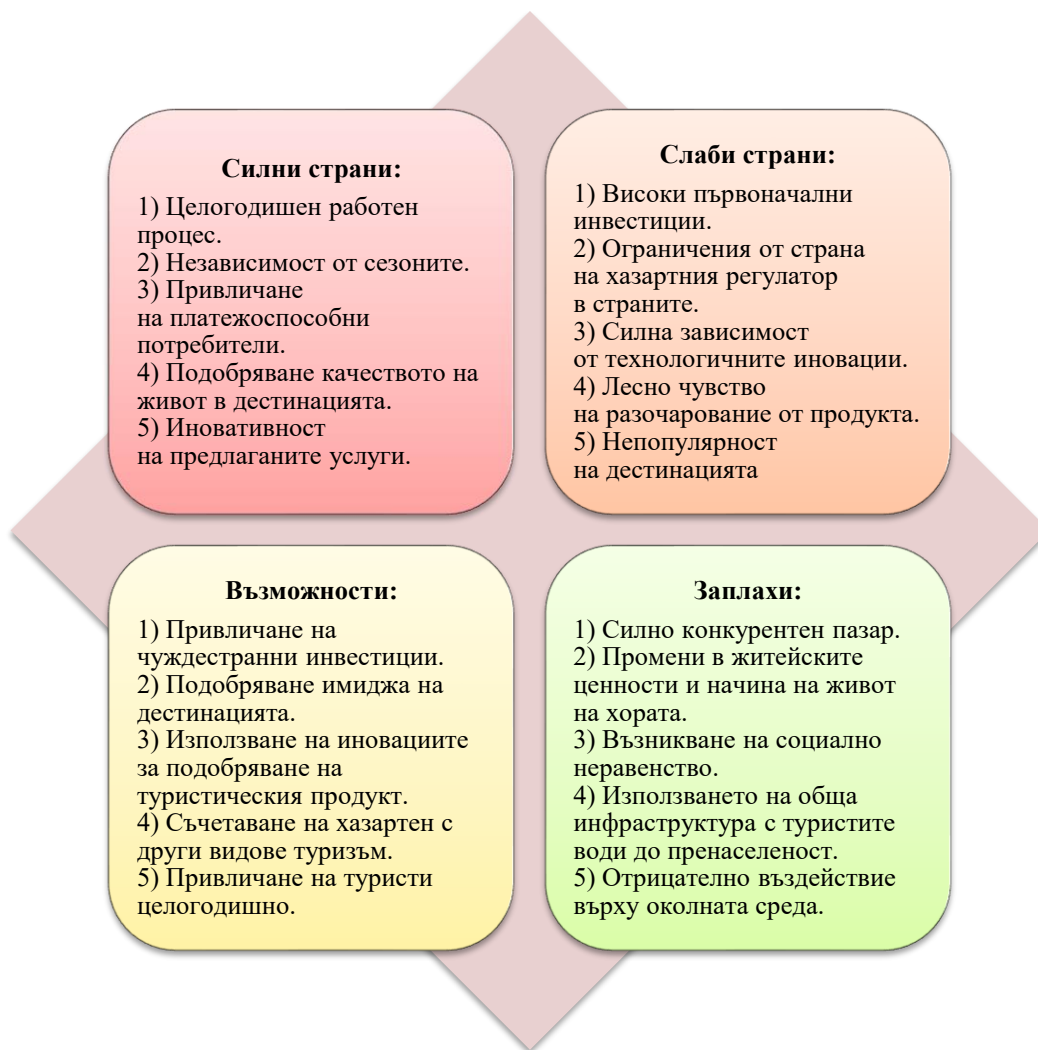 Силни страни:
1) Целогодишен работен
процес.
2) Независимост от сезоните.
3) Привличане
на платежоспособни
потребители.
4) Подобряване качеството на
живот в дестинацията.
5) Иновативност
на предлаганите услуги.
Слаби страни:
1) Високи първоначални
инвестиции.
2) Ограничения от страна
на хазартния регулатор
в страните.
3) Силна зависимост
от технологичните иновации.
4) Лесно чувство
на разочарование от продукта.
5) Непопулярност
на дестинацията
Възможности:
1) Привличане на
чуждестранни инвестиции.
2) Подобряване имиджа на
дестинацията.
3) Използване на иновациите
за подобряване на
туристическия продукт.
4) Съчетаване на хазартен с
други видове туризъм.
5) Привличане на туристи
целогодишно.
Заплахи:
1) Силно конкурентен пазар.
2) Промени в житейските
ценности и начина на живот
на хората.
3) Възникване на социално
неравенство.
4) Използването на обща
инфраструктура с туристите
води до пренаселеност.
5) Отрицателно въздействие
върху околната среда.